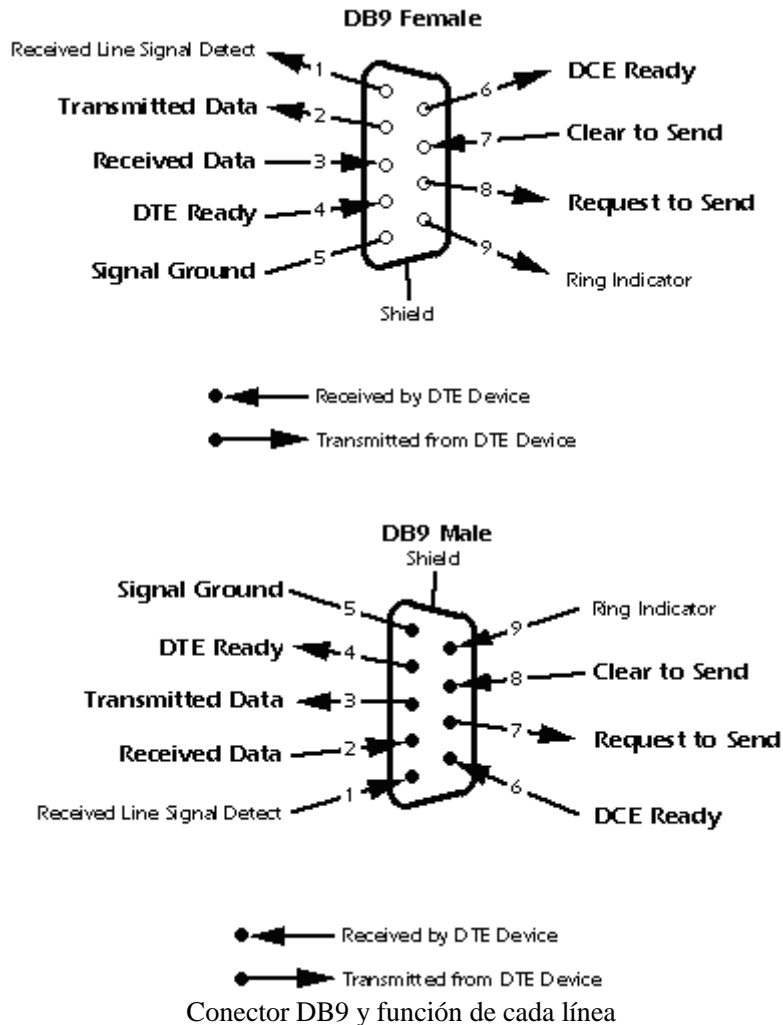 DB9 Female
Received Line Signal Detect
1
6
DCE Ready
Transmitted Data
2
7
Clear to Send
Received Data
3
8
Request to Send
DTE Ready
4
9
Ring Indicator
Signal Ground
5
Shield
Received by DTE Device
Transmitted from DTE Device
DB9 Male
Shield
Signal Ground
5
9
Ring Indicator
DTE Ready
4
8
Clear to Send
Transmitted Data
3
7
Request to Send
Received Data
2
6
DCE Ready
Received Line Signal Detect
1
Received by DTE Device
Transmitted from DTE Device
Conector DB9 y función de cada línea